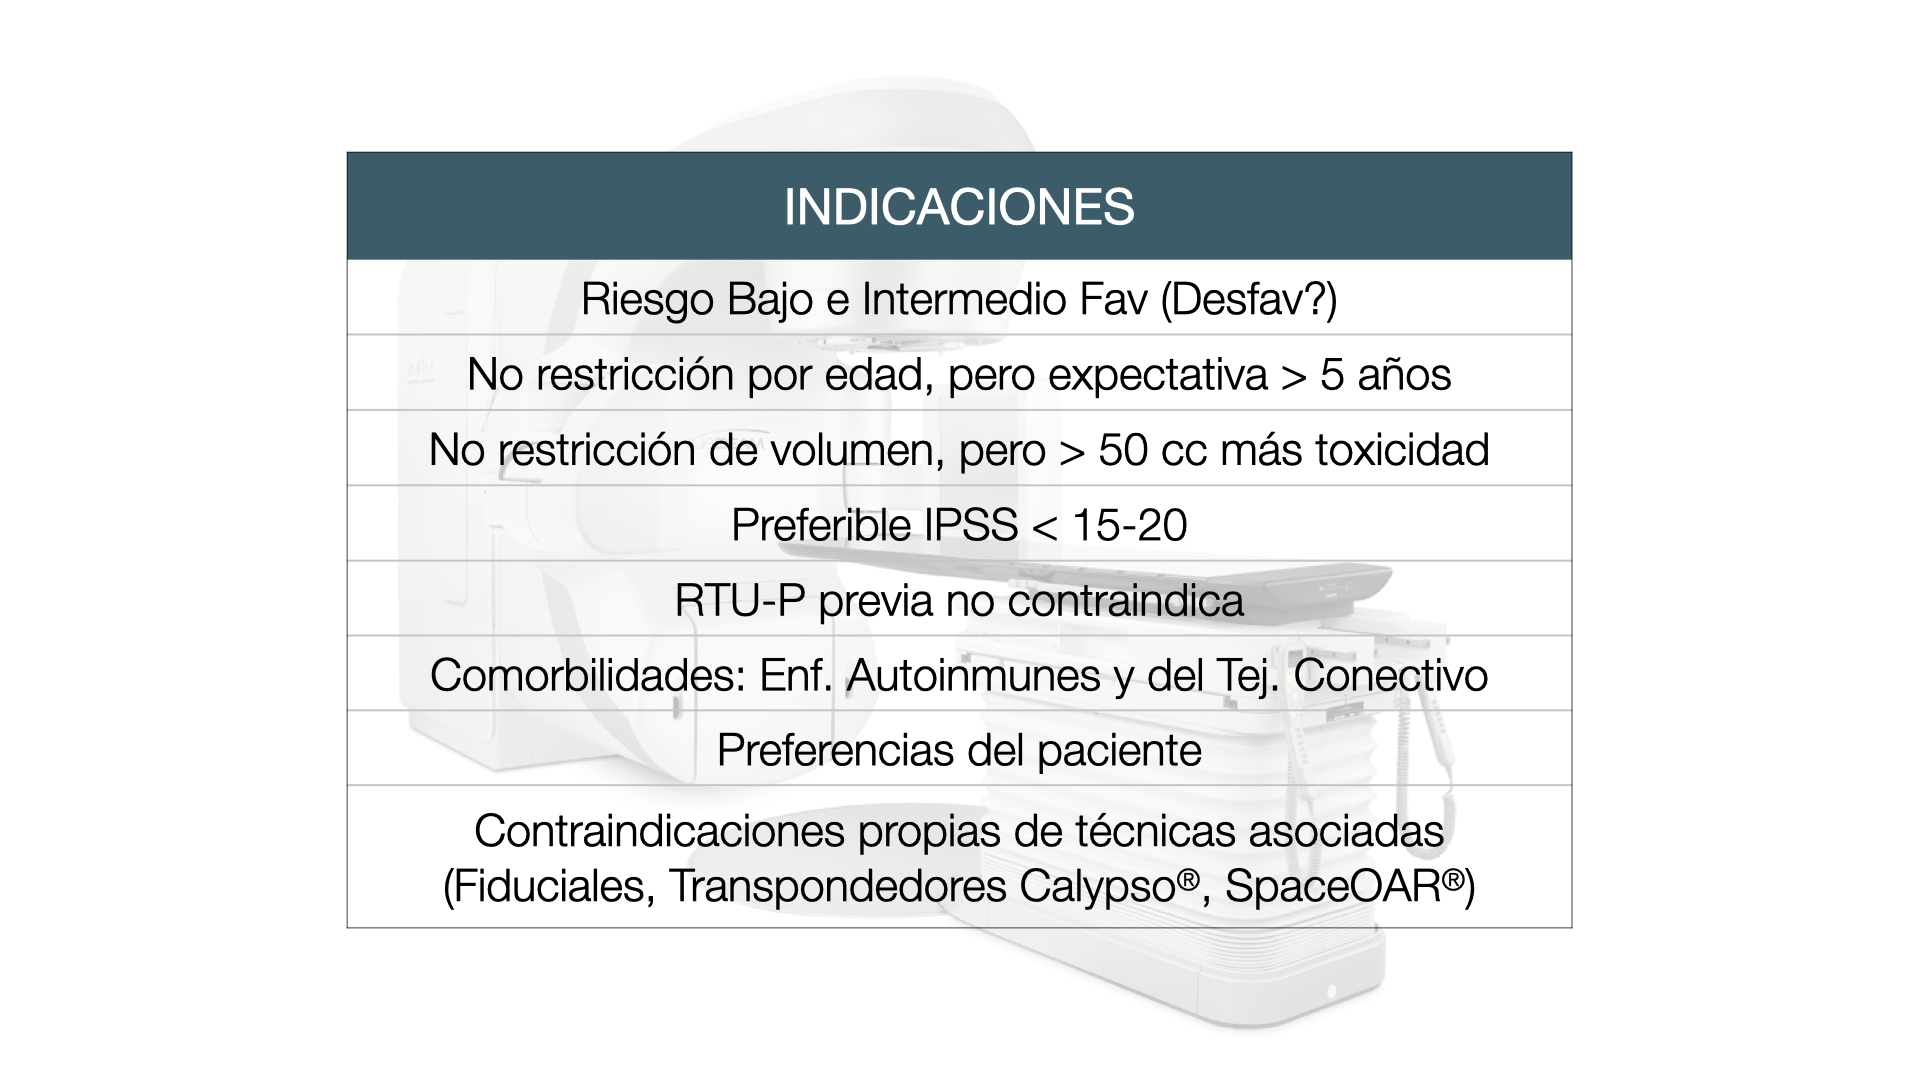 INDICACIONES
Riesgo Bajo e Intermedio Fav (Desfav?)
No restricción por edad, pero expectativa > 5 años
No restricción de volumen, pero > 50 cc más toxicidad
Preferible IPSS < 15-20
RTU-P previa no contraindica
Comorbilidades: Enf. Autoinmunes y del Tej. Conectivo
Preferencias del paciente
Contraindicaciones propias de técnicas asociadas
(Fiduciales, Transpondedores Calypso®, SpaceOAR®)